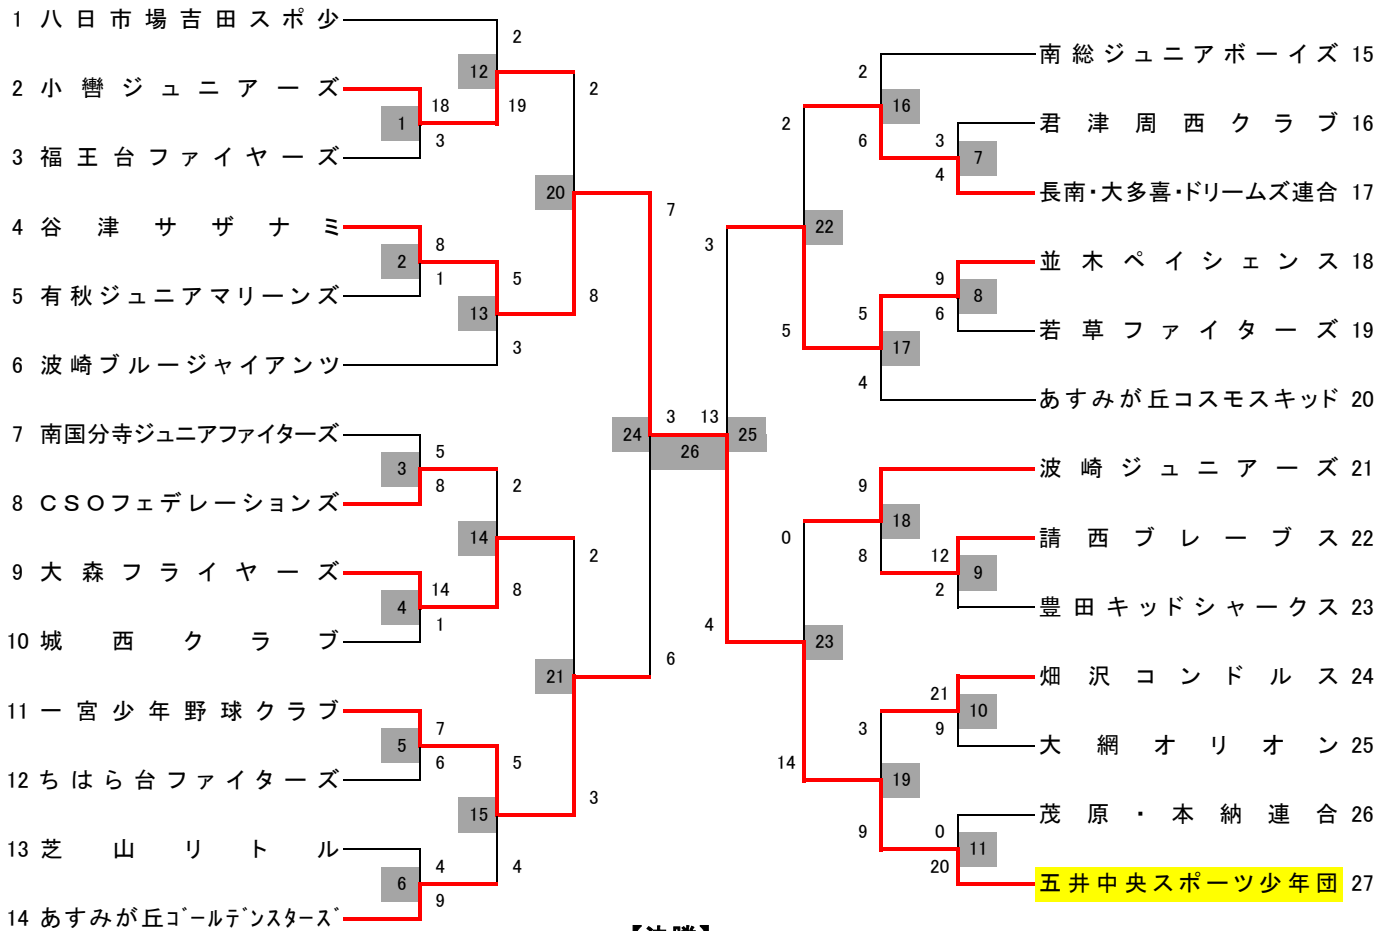 1 八日市場吉田スポ少
2
12
2 小轡ジュニアーズ
18
19
1
3
3 福王台ファイヤーズ
2
20
4 谷津サザナミ
8
2
1
5
5 有秋ジュニアマリーンズ
13
8
3
6 波崎ブルージャイアンツ
7
7 南国分寺ジュニアファイターズ
5
3
8
2
8 CSOフェデレーションズ
14
9 大森フライヤーズ
14
8
4
1
10 城西クラブ
2
21
6
11 一宮少年野球クラブ
7
5
6
5
12 ちはら台ファイターズ
15
3
13 芝山リトル
4
4
6
9
14 あすみが丘ゴールデンスターズ
24
3
13
25
26
南総ジュニアボーイズ 15
2
16
2
6
君津周西クラブ 16
3
7
4
長南・大多喜・ドリームズ連合 17
22
3
並木ペイシェンス 18
9
8
6
5
若草ファイターズ 19
5
17
4
あすみが丘コスモスキッド 20
波崎ジュニアーズ 21
9
18
0
8
請西ブレーブス 22
12
9
2
豊田キッドシャークス 23
4
23
畑沢コンドルス 24
21
10
9
3
大網オリオン 25
14
19
9
茂原・本納連合 26
0
11
20
五井中央スポーツ少年団 27